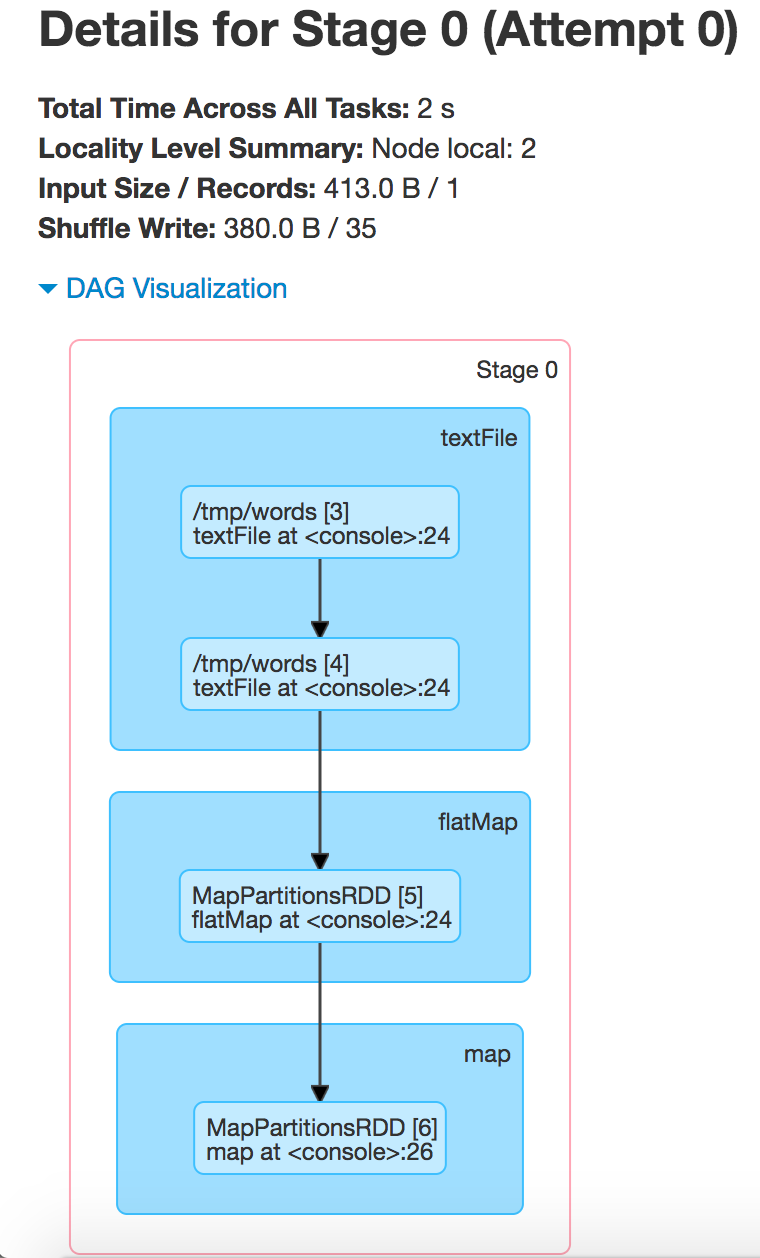 Details for Stage 0 (Attempt 0)
Total Time Across All Tasks: 2 s
Locality Level Summary: Node local: 2
Input Size / Records: 413.0 B / 1
Shuffle Write: 380.0 B / 35
DAG Visualization
Stage 0
textFile
/tmp/words [3]
textFile at <console>:24
/tmp/words [4]
textFile at <console>:24
flatMap
MapPartitionsRDD [5]
flatMap at <console>:24
map
MapPartitionsRDD [6]
map at <console>:26